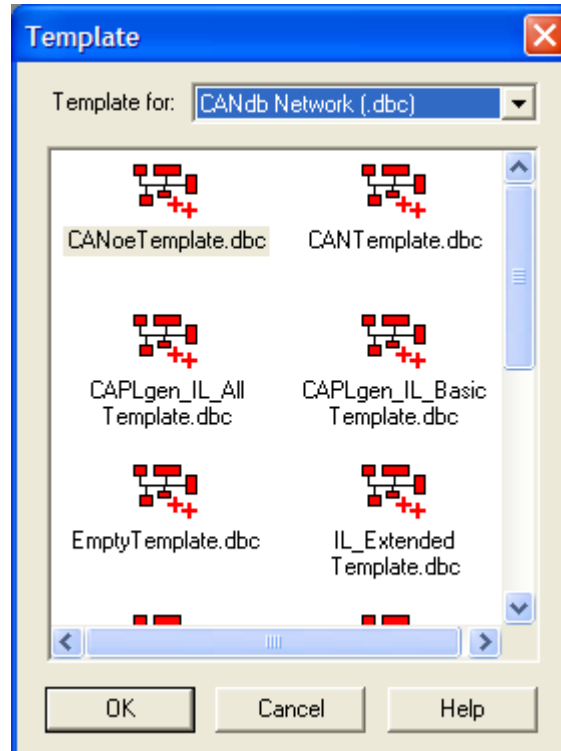 Template
Template for: CANdb Network (.dbc)
CANoeTemplate.dbc CANTemplate.dbc
CAPLgen_IL_All CAPLgen_IL_Basic
Template.dbc Template.dbc
EmptyTemplate.dbc IL_Extended
Template.dbc
OK Cancel Help